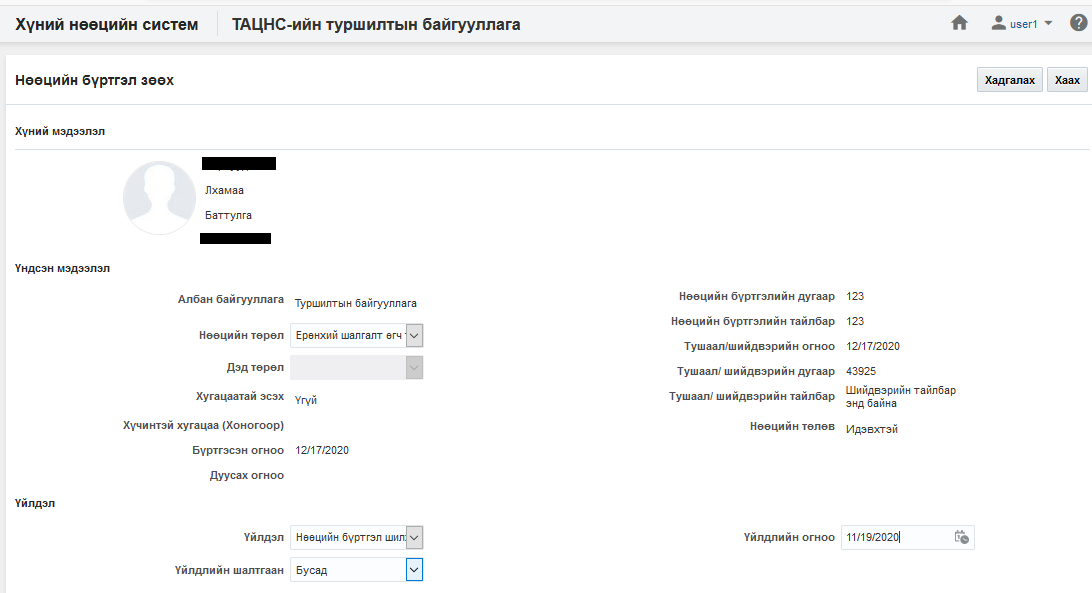 Хүний нөөцийн систем ТАЦНС-ийн туршилтын байгууллага user1
Нөөцийн бүртгэл зөөх Хадгалах Хаах
Хүний мэдээлэл
Лхамаа
Баттулга
Үндсэн мэдээлэл
Албан байгууллага Туршилтын байгууллага
Нөөцийн төрөл Ерөнхий шалгалт өгч
Дэд төрөл
Хугацаатай эсэх Үгүй
Хүчинтэй хугацаа (Хоногоор)
Бүртгэсэн огноо 12/17/2020
Дуусах огноо
Нөөцийн бүртгэлийн дугаар 123
Нөөцийн бүртгэлийн тайлбар 123
Тушаал/шийдвэрийн огноо 12/17/2020
Тушаал/ шийдвэрийн дугаар 43925
Тушаал/ шийдвэрийн тайлбар Шийдвэрийн тайлбар
энд байна
Нөөцийн төлөв Идэвхтэй
Үйлдэл
Үйлдэл Нөөцийн бүртгэл шил
Үйлдлийн огноо 11/19/2020
Үйлдлийн шалтгаан Бусад